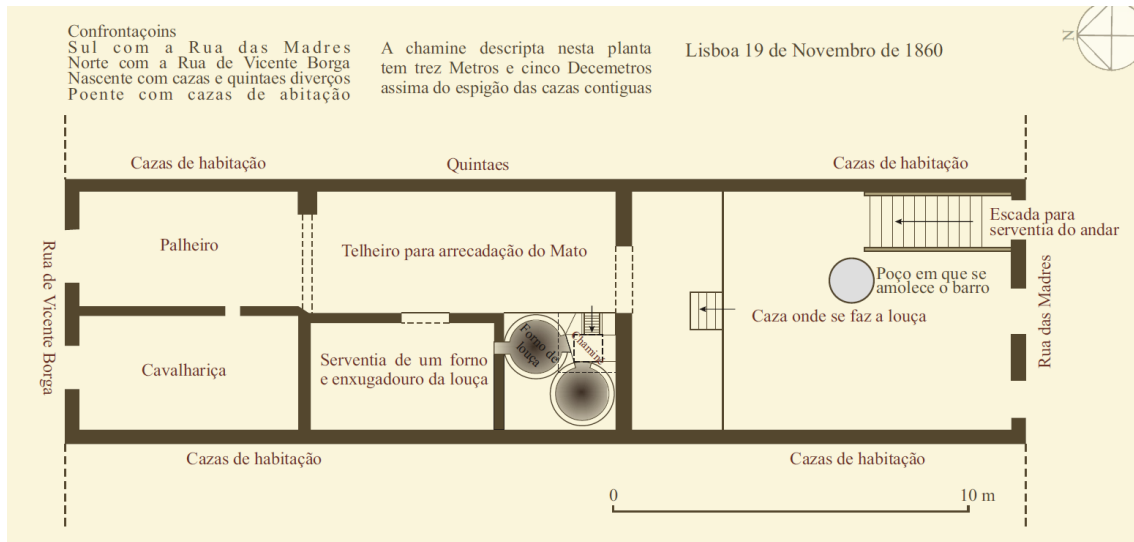 Confrontaçoins
Sul com a Rua das Madres
Norte com a Rua de Vicente Borga
Nascente com cazas e quintaes diverços
Poente com cazas de abitação
A chamine descripta nesta planta
tem trez Metros e cinco Decemetros
assima do espigão das cazas contiguas
Lisboa 19 de Novembro de 1860
N
Cazas de habitação
Quintaes
Cazas de habitação
Escada para
serventia do andar
Palheiro
Telheiro para arrecadação do Mato
Rua de Vicente Borga
Poço em que se
amolece o barro
Rua das Madres
Caza onde se faz a louça
Forno de
louça
Chaminé
Serventia de um forno
e enxugadouro da louça
Cavalhariça
Cazas de habitação
Cazas de habitação
0
10 m